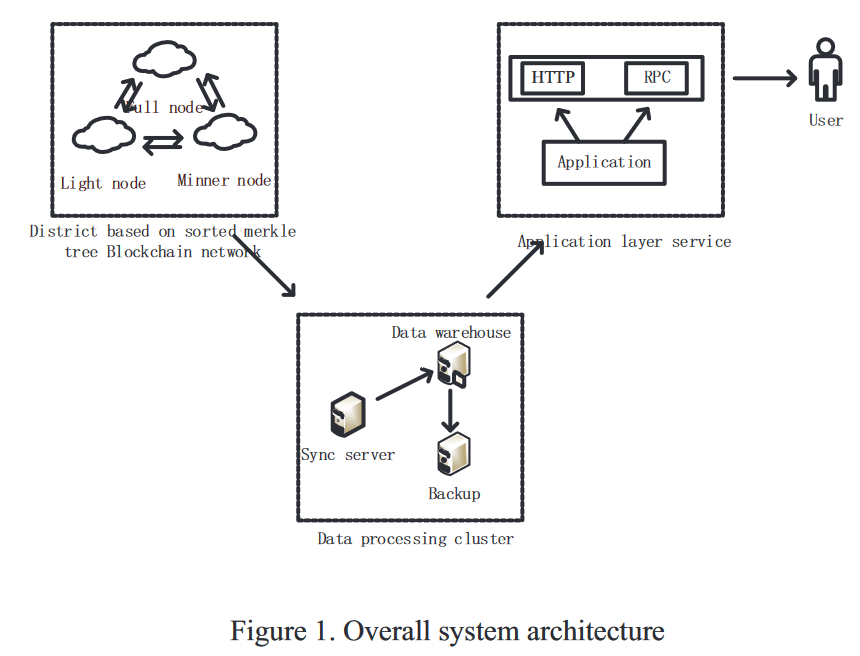 Full node
Light node
Minner node
District based on sorted merkle
tree Blockchain network
HTTP
RPC
Application
Application layer service
User
Data warehouse
Sync server
Backup
Data processing cluster
Figure 1. Overall system architecture